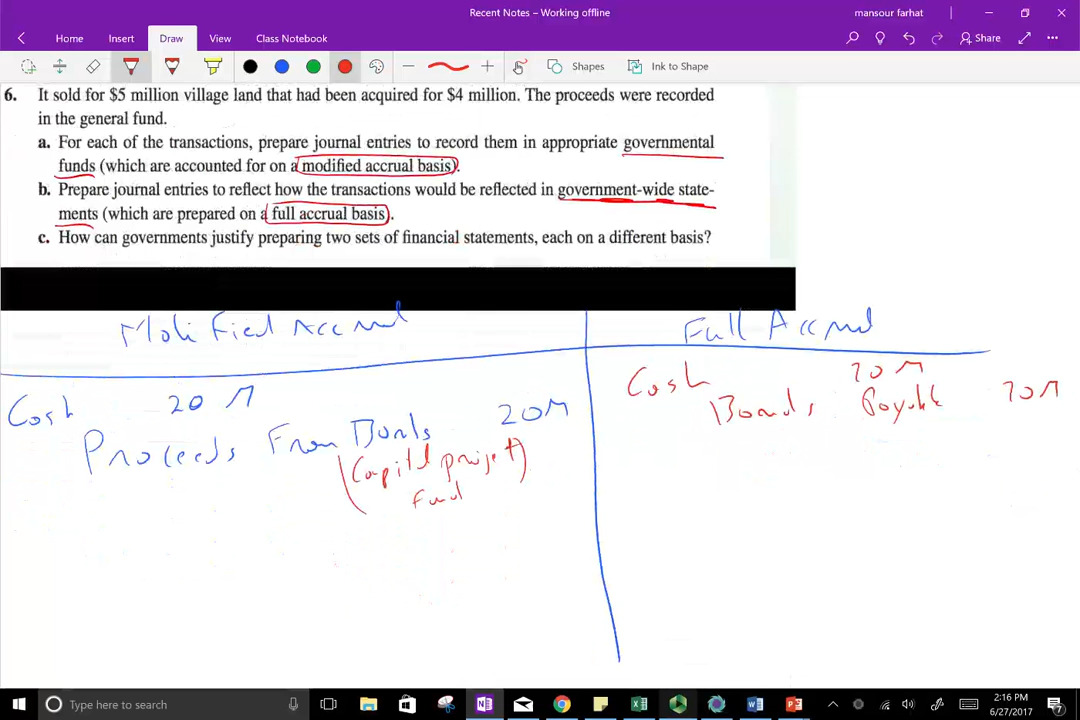 Recent Notes - Working offline
mansour farhat
Home Insert Draw View Class Notebook
Share
Shapes
Ink to Shape
6. It sold for $5 million village land that had been acquired for $4 million. The proceeds were recorded
in the general fund.
a. For each of the transactions, prepare journal entries to record them in appropriate governmental
funds (which are accounted for on a modified accrual basis).
b. Prepare journal entries to reflect how the transactions would be reflected in government-wide state-
ments (which are prepared on a full accrual basis).
c. How can governments justify preparing two sets of financial statements, each on a different basis?
Modified Accrual
Full Accrual
Cash 20 M
Proceeds From Bonds 20M
(Capital project
fund)
Cash 20 M
Bonds Payable 20M
Type here to search
2:16 PM
6/27/2017
7